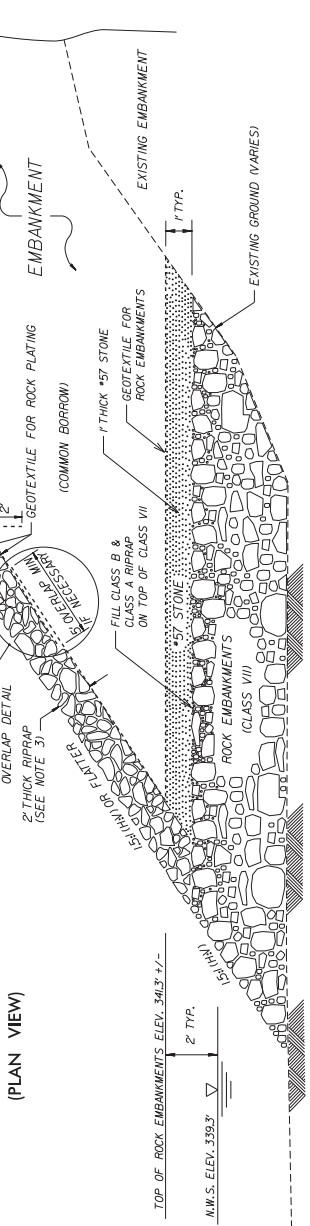 (PLAN VIEW)
OVERLAP DETAIL
2' THICK RIPRAP
(SEE NOTE 3)
5' OVERLAP MIN.
IF NECESSARY
2'
GEOTEXTILE FOR ROCK PLATING
(COMMON BORROW)
EMBANKMENT
EXISTING EMBANKMENT
1.5:1 (H:V) OR FLATTER
FILL CLASS B &
CLASS A RIPRAP
ON TOP OF CLASS VII
1' THICK #57 STONE
GEOTEXTILE FOR
ROCK EMBANKMENTS
1' TYP.
TOP OF ROCK EMBANKMENTS ELEV. 341.3' +/-
2' TYP.
N.W.S. ELEV. 339.3'
1.5:1 (H:V)
#57 STONE
ROCK EMBANKMENTS
(CLASS VII)
EXISTING GROUND (VARIES)